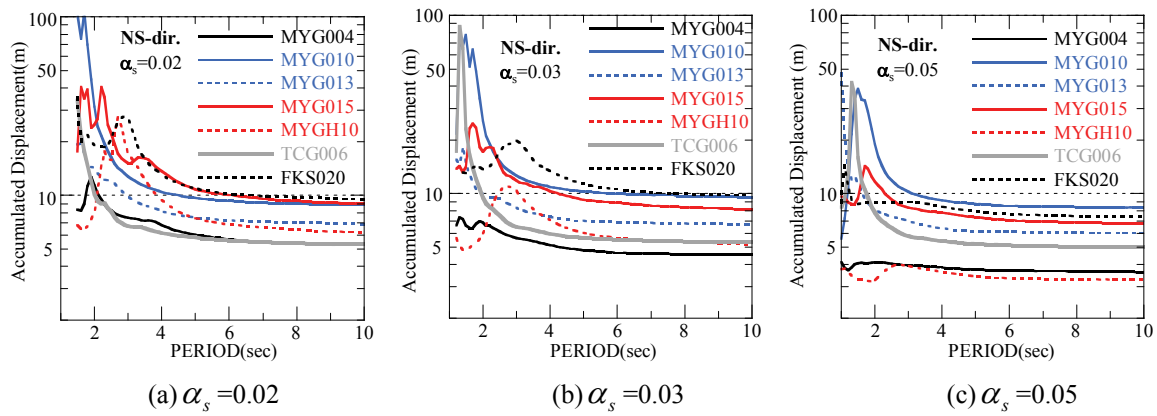 Accumulated Displacement(m)
100
50
10
5
NS-dir.
αs=0.02
MYG004
MYG010
MYG013
MYG015
MYGH10
TCG006
FKS020
2 4 6 8 10
PERIOD(sec)
(a) αs =0.02
Accumulated Displacement (m)
100
50
10
5
NS-dir.
αs=0.03
MYG004
MYG010
MYG013
MYG015
MYGH10
TCG006
FKS020
2 4 6 8 10
PERIOD(sec)
(b) αs =0.03
Accumulated Displacement (m)
100
50
10
5
NS-dir.
αs=0.05
MYG004
MYG010
MYG013
MYG015
MYGH10
TCG006
FKS020
2 4 6 8 10
PERIOD(sec)
(c) αs =0.05